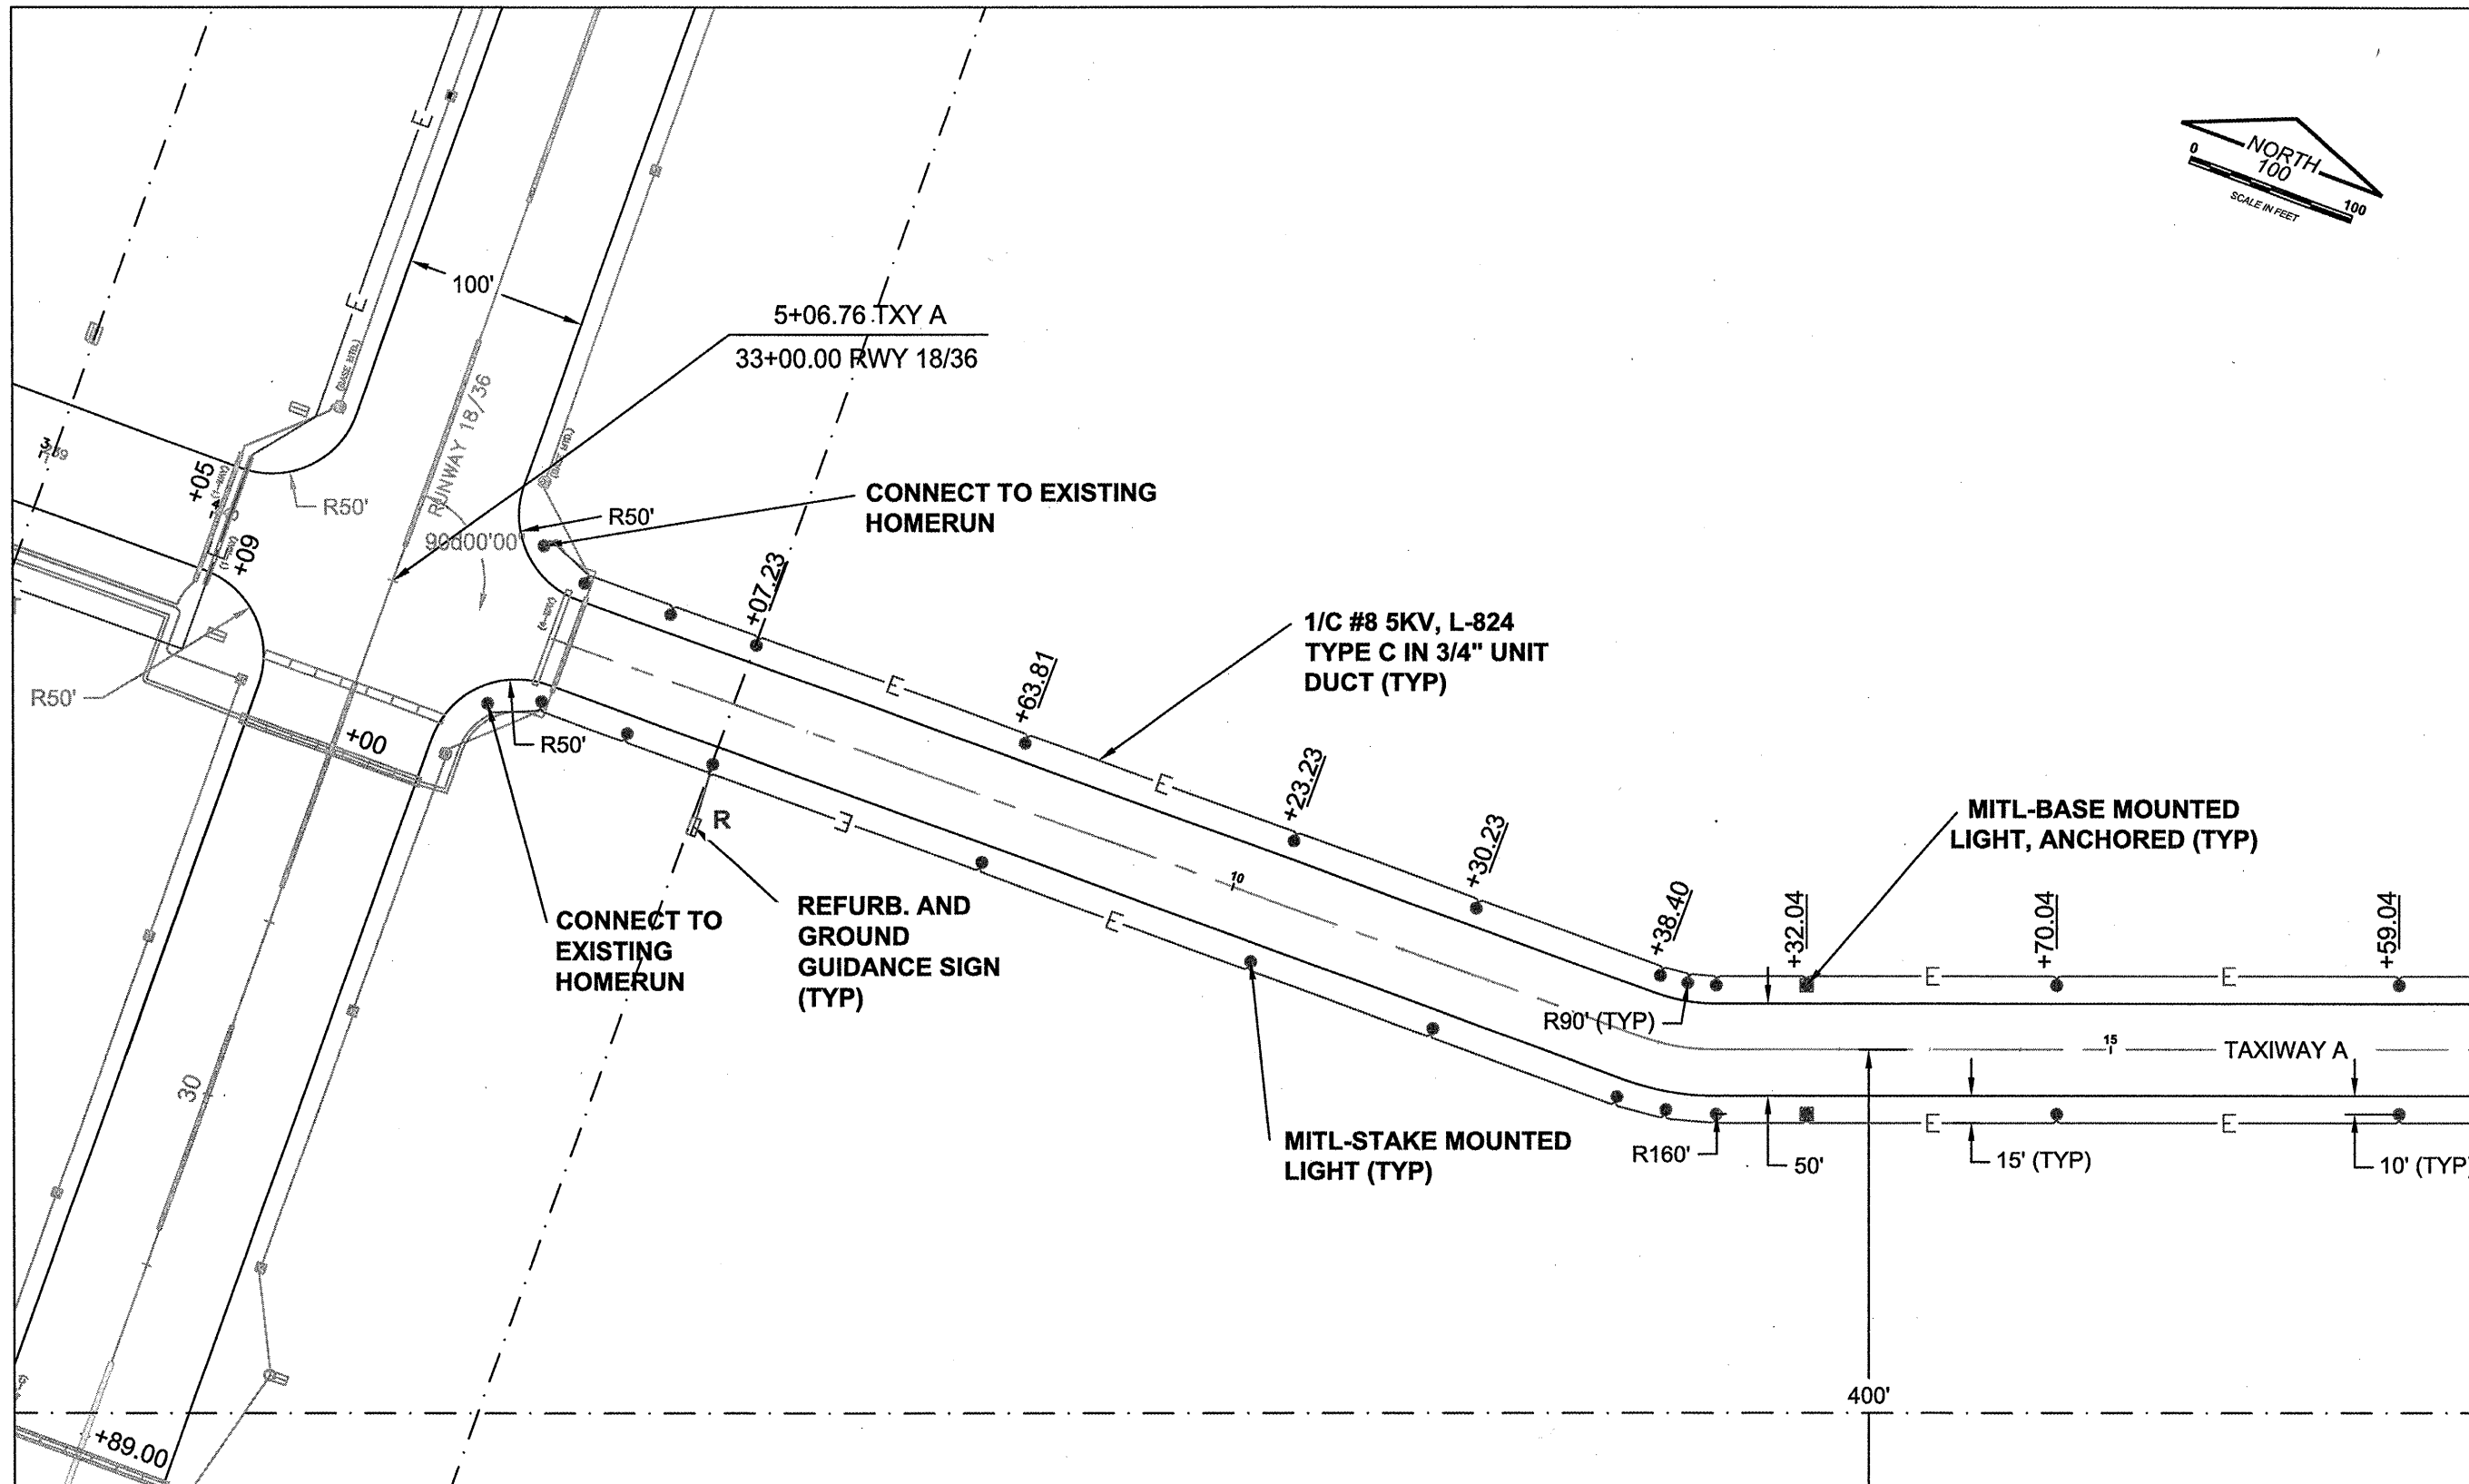 NORTH
0
100
100
SCALE IN FEET
100'
5+06.76 TXY A
33+00.00 RWY 18/36
RUNWAY 18/36
90d00'00"
(BASE MTD.)
+05
+09
R50'
R50'
CONNECT TO EXISTING
HOMERUN
+07.23
1/C #8 5KV, L-824
TYPE C IN 3/4" UNIT
DUCT (TYP)
E
E
E
E
+63.81
+23.23
+30.23
R50'
+00
R50'
R
E
E
10
CONNECT TO
EXISTING
HOMERUN
REFURB. AND
GROUND
GUIDANCE SIGN
(TYP)
MITL-BASE MOUNTED
LIGHT, ANCHORED (TYP)
+38.40
+32.04
+70.04
+59.04
E
E
R90' (TYP)
15
TAXIWAY A
30
MITL-STAKE MOUNTED
LIGHT (TYP)
E
E
R160'
50'
15' (TYP)
10' (TYP
400'
+89.00